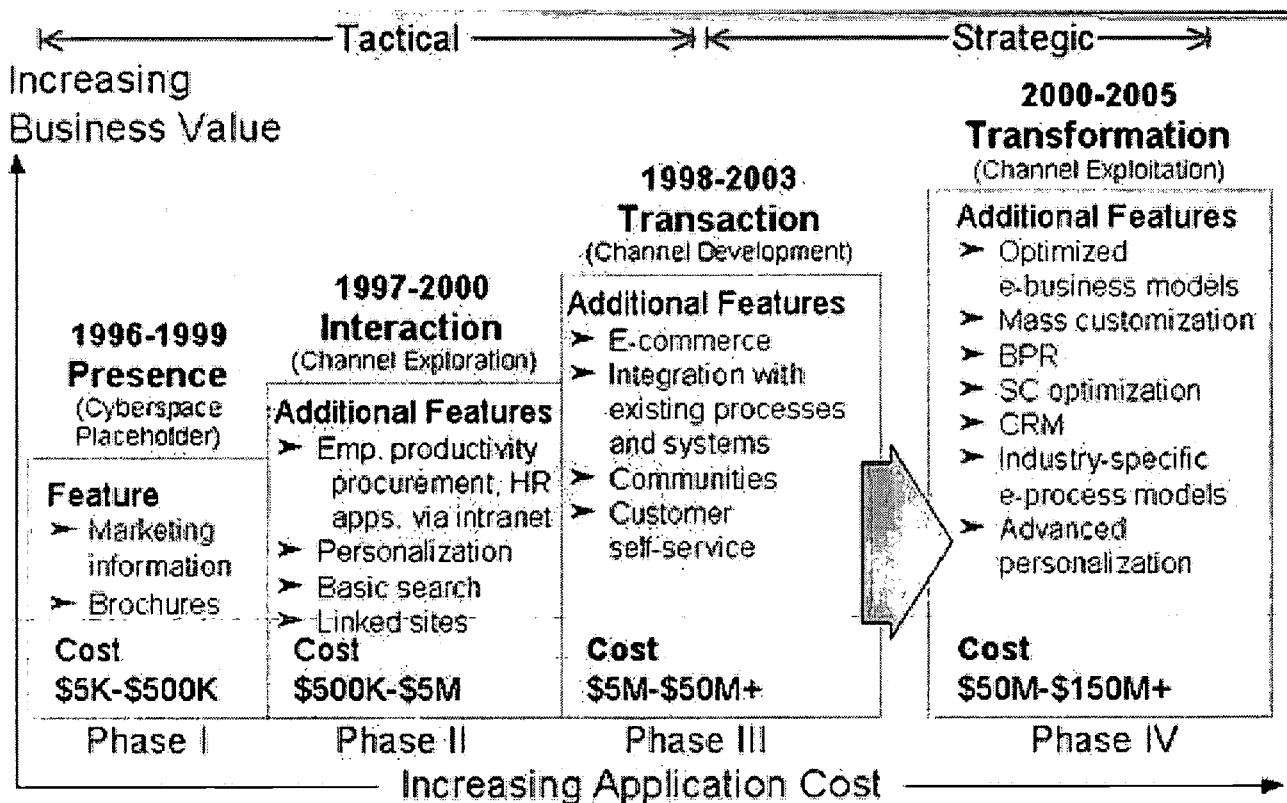 Tactical
Strategic
Increasing
Business Value
1996-1999
Presence
(Cyberspace
Placeholder)
Feature
➤ Marketing
information
➤ Brochures
Cost
$5K-$500K
Phase I
1997-2000
Interaction
(Channel Exploration)
Additional Features
➤ Emp. productivity
procurement, HR
apps. via intranet
➤ Personalization
➤ Basic search
➤ Linked sites
Cost
$500K-$5M
Phase II
1998-2003
Transaction
(Channel Development)
Additional Features
➤ E-commerce
➤ Integration with
existing processes
and systems
➤ Communities
➤ Customer
self-service
Cost
$5M-$50M+
Phase III
2000-2005
Transformation
(Channel Exploitation)
Additional Features
➤ Optimized
e-business models
➤ Mass customization
➤ BPR
➤ SC optimization
➤ CRM
➤ Industry-specific
e-process models
➤ Advanced
personalization
Cost
$50M-$150M+
Phase IV
Increasing Application Cost